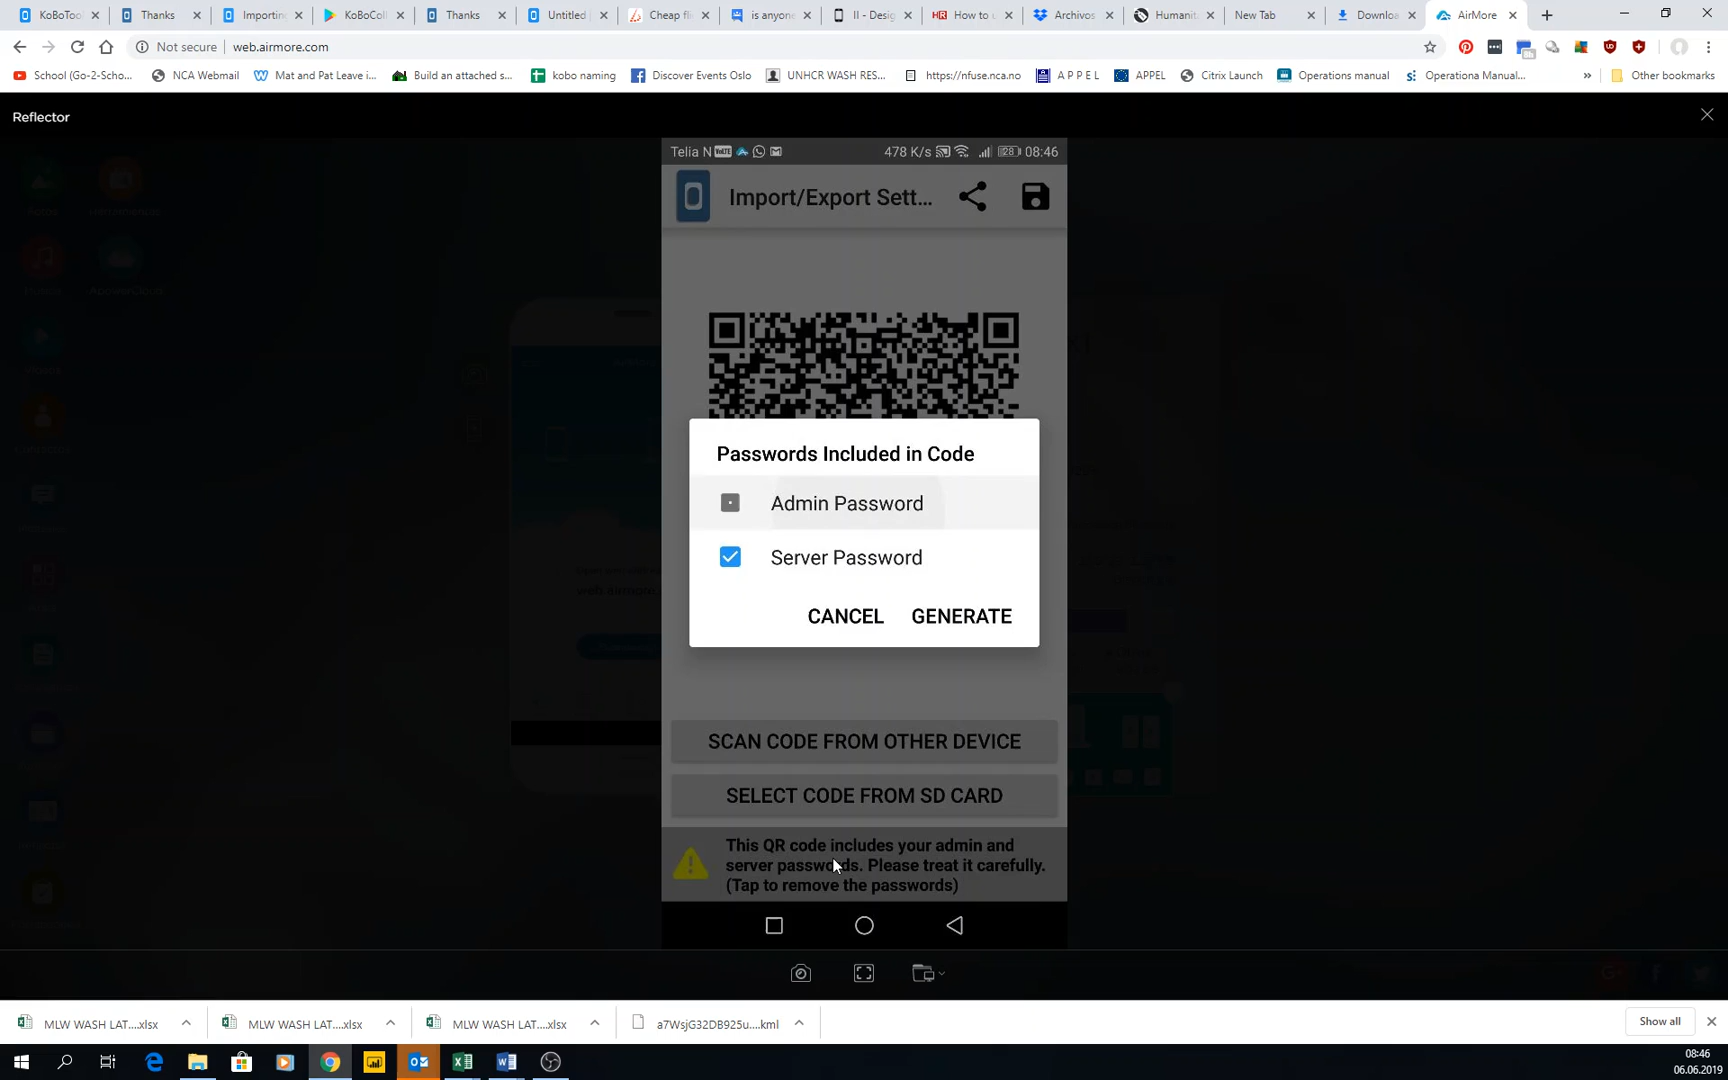 KoBoToo
Thanks
Importing
KoBoColl
Thanks
Untitled
Cheap fl
is anyone
II - Desig
How to u
Archivos
Humanit
New Tab
Downloa
AirMore
Not secure
web.airmore.com
School (Go-2-Scho...
NCA Webmail
Mat and Pat Leave i...
Build an attached s...
kobo naming
Discover Events Oslo
UNHCR WASH RES...
https://nfuse.nca.no
A P P E L
APPEL
Citrix Launch
Operations manual
Operationa Manual...
»
Other bookmarks
Reflector
Telia N
478 K/s
28
08:46
Import/Export Sett...
Passwords Included in Code
Admin Password
Server Password
CANCEL
GENERATE
SCAN CODE FROM OTHER DEVICE
SELECT CODE FROM SD CARD
This QR code includes your admin and
server passwords. Please treat it carefully.
(Tap to remove the passwords)
MLW WASH LAT....xlsx
MLW WASH LAT....xlsx
MLW WASH LAT....xlsx
a7WsjG32DB925u....kml
Show all
08:46
06.06.2019